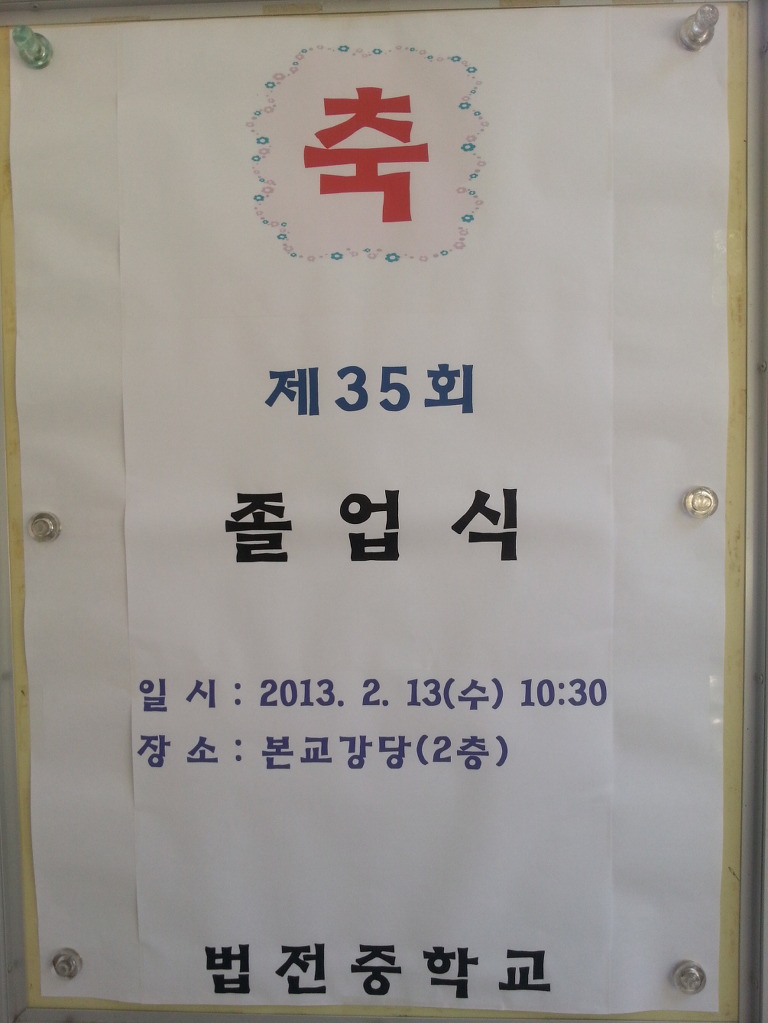 축
제35회
졸 업 식
일 시 : 2013. 2. 13(수) 10:30
장 소 : 본교강당(2층)
법전중학교